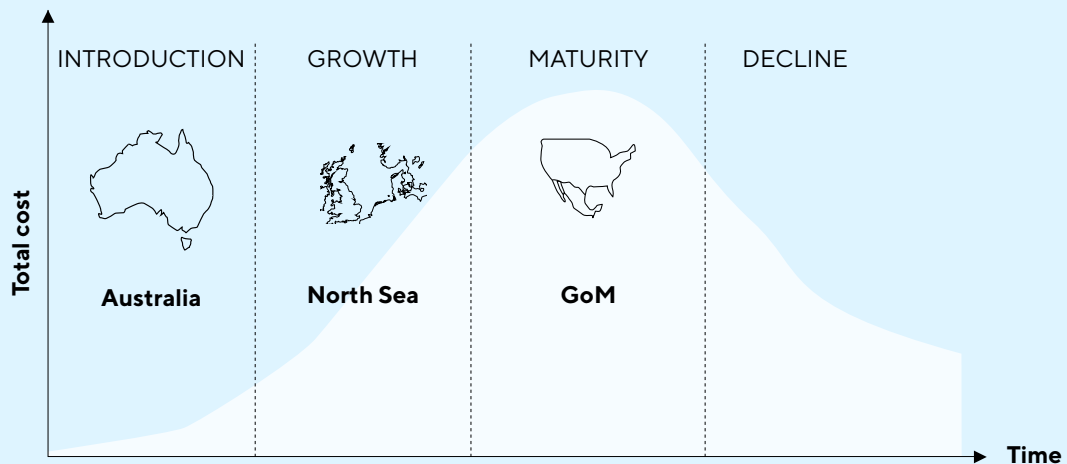 INTRODUCTION
GROWTH
MATURITY
DECLINE
Total cost
Australia
North Sea
GoM
Time